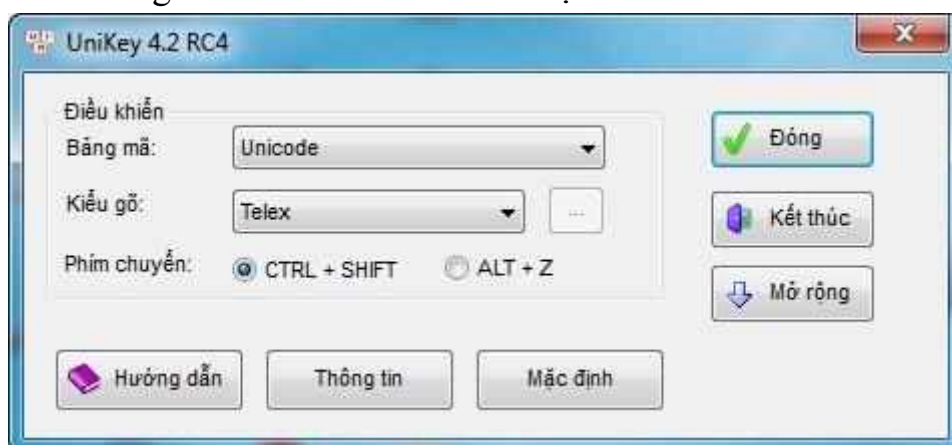 UniKey 4.2 RC4
Điều khiển
Bảng mã: Unicode
Đóng
Kiểu gõ: Telex ...
Kết thúc
Phím chuyển: CTRL + SHIFT ALT + Z
Mở rộng
Hướng dẫn Thông tin Mặc định